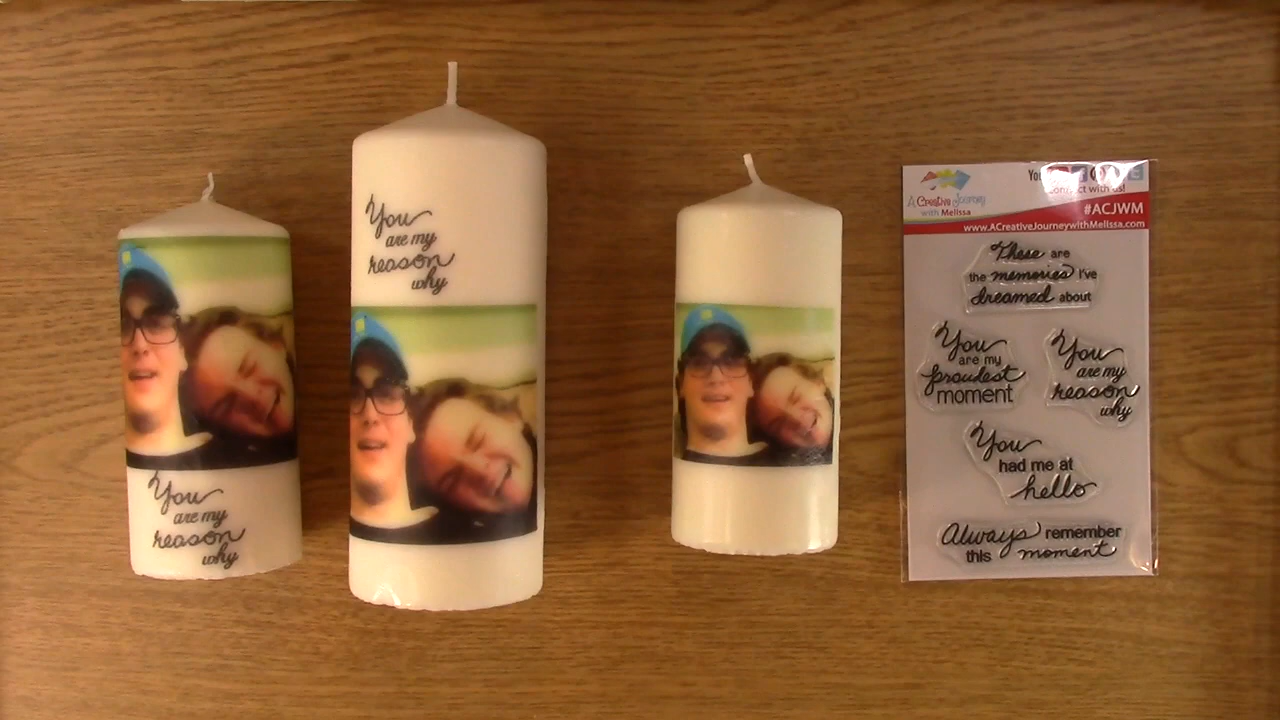 You
are my
reason
why
You
are my
reason
why
A Creative Journey
with Melissa
connect with us!
#ACJWM
www.ACreativeJourneywithMelissa.com
These are
the memories I've
dreamed about
You
are my
proudest
moment
You
are my
reason
why
You
had me at
hello
Always remember
this moment